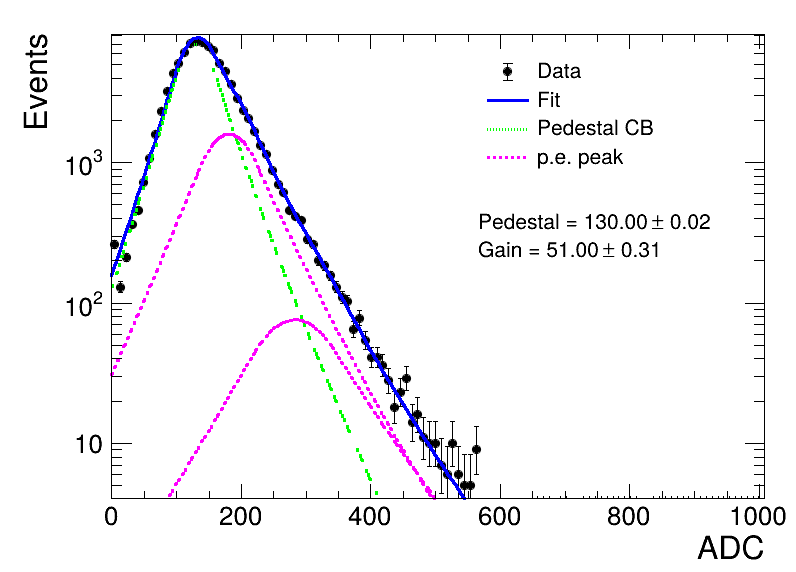 Events
10³
10²
10
Data
Fit
Pedestal CB
p.e. peak
Pedestal = 130.00 ± 0.02
Gain = 51.00 ± 0.31
0 200 400 600 800 1000
ADC